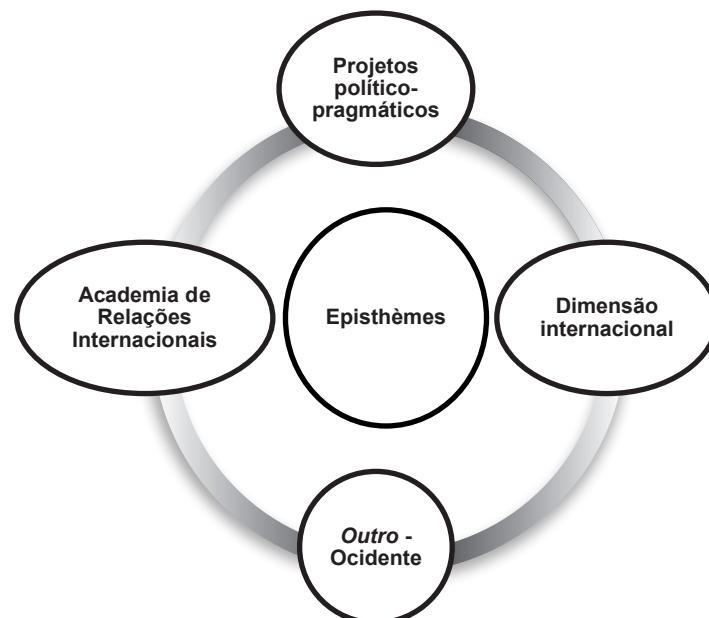 Projetos
político-
pragmáticos
Academia de
Relações
Internacionais
Episthèmes
Dimensão
internacional
Outro -
Ocidente